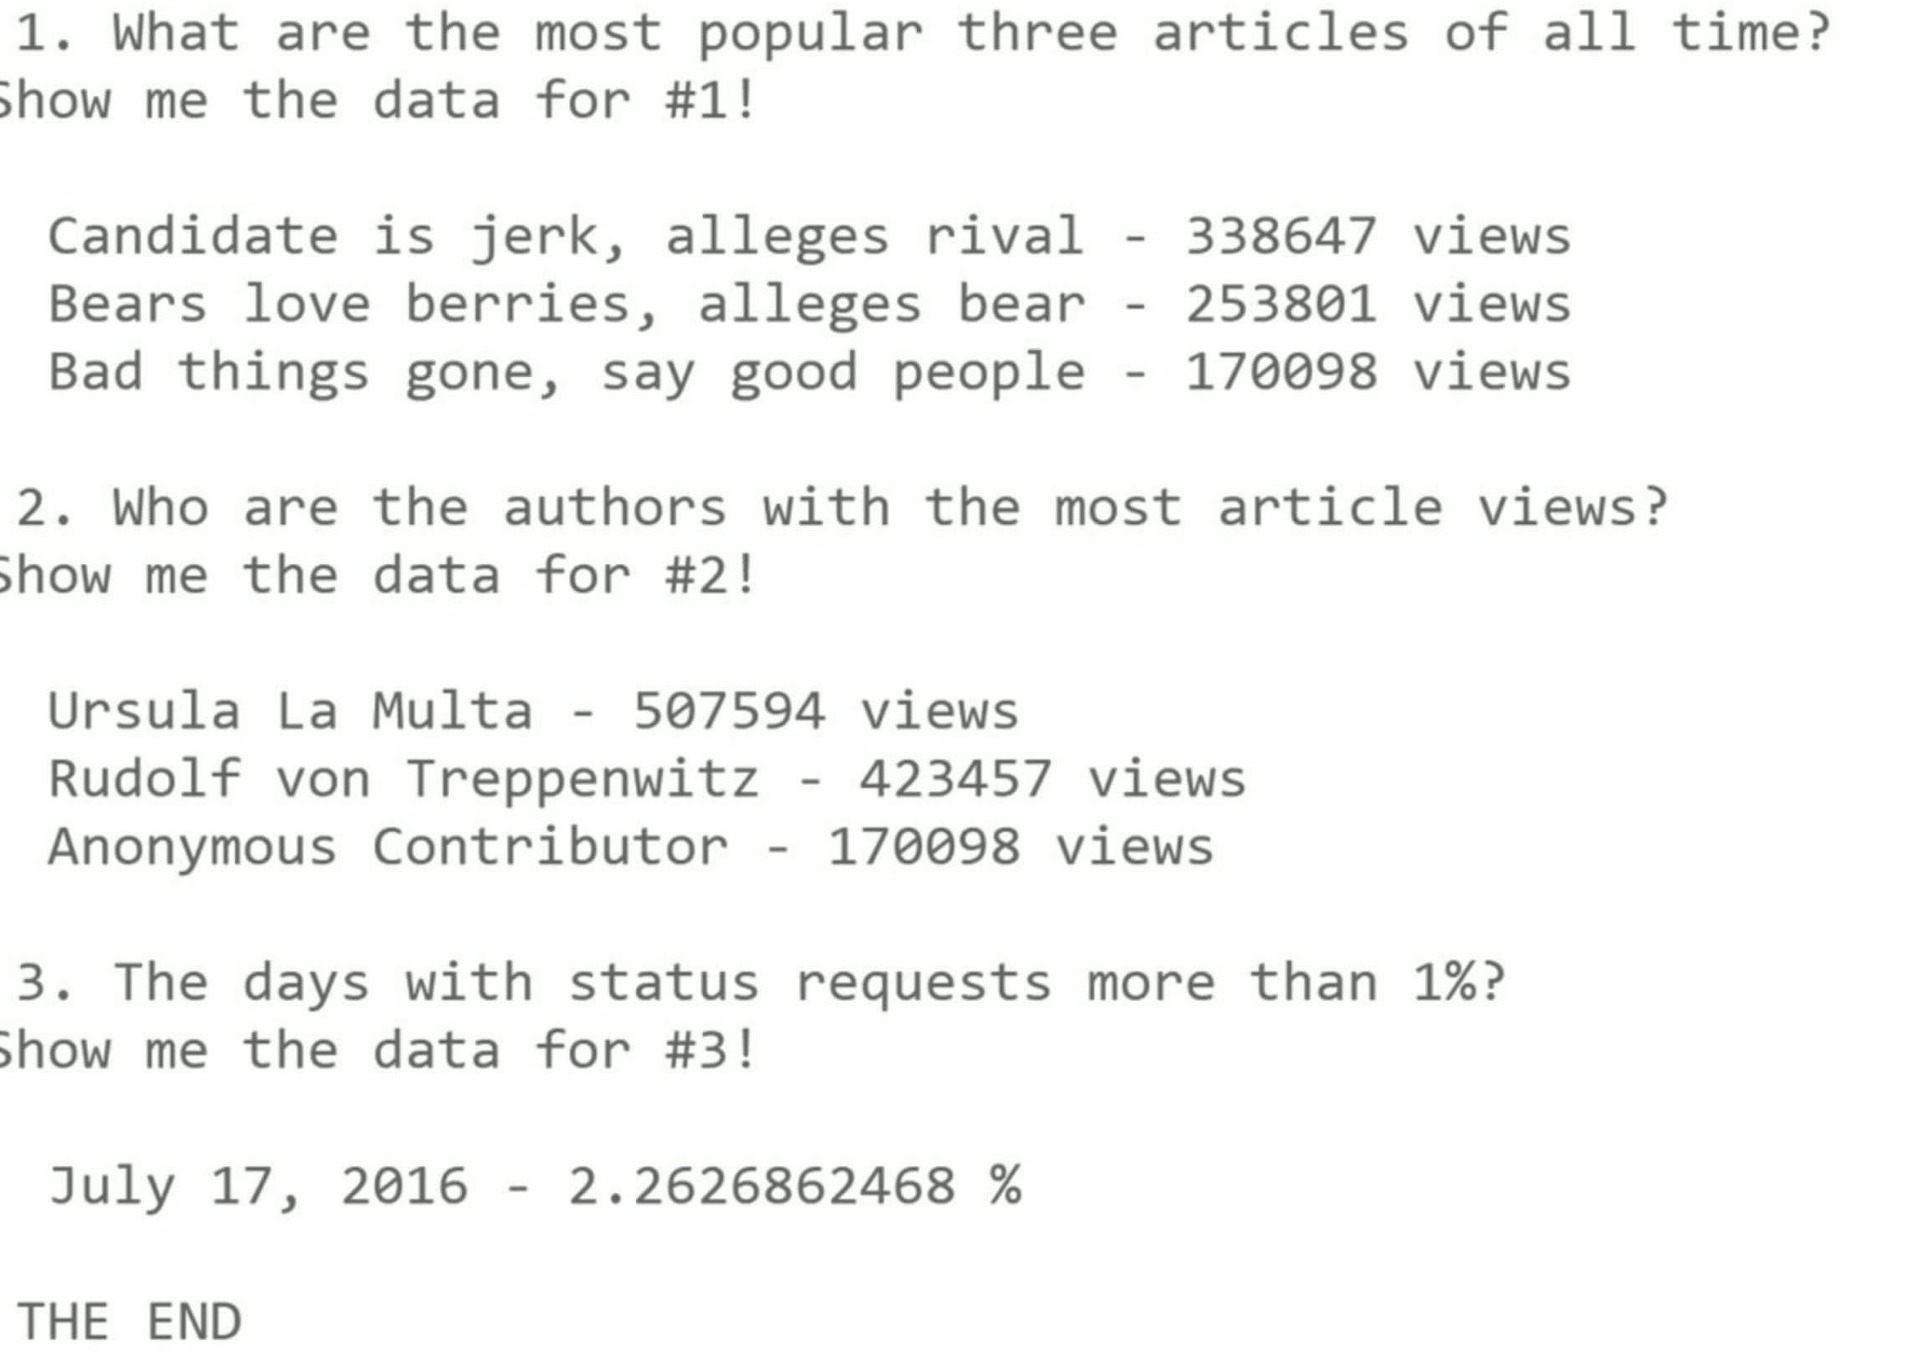 1. What are the most popular three articles of all time?
Show me the data for #1!
Candidate is jerk, alleges rival - 338647 views
Bears love berries, alleges bear - 253801 views
Bad things gone, say good people - 170098 views
2. Who are the authors with the most article views?
Show me the data for #2!
Ursula La Multa - 507594 views
Rudolf von Treppenwitz - 423457 views
Anonymous Contributor - 170098 views
3. The days with status requests more than 1%?
Show me the data for #3!
July 17, 2016 - 2.2626862468 %
THE END